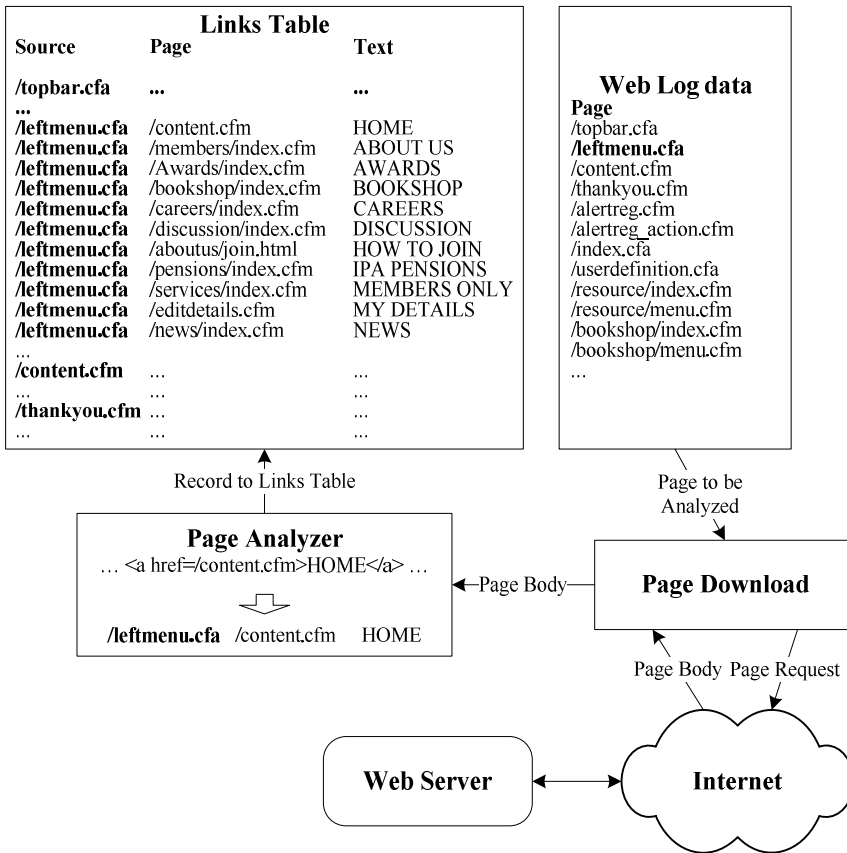 Links Table
Source Page Text
/topbar.cfa ... ...
...
/leftmenu.cfa /content.cfm HOME
/leftmenu.cfa /members/index.cfm ABOUT US
/leftmenu.cfa /Awards/index.cfm AWARDS
/leftmenu.cfa /bookshop/index.cfm BOOKSHOP
/leftmenu.cfa /careers/index.cfm CAREERS
/leftmenu.cfa /discussion/index.cfm DISCUSSION
/leftmenu.cfa /aboutus/join.html HOW TO JOIN
/leftmenu.cfa /pensions/index.cfm IPA PENSIONS
/leftmenu.cfa /services/index.cfm MEMBERS ONLY
/leftmenu.cfa /editdetails.cfm MY DETAILS
/leftmenu.cfa /news/index.cfm NEWS
...
/content.cfm ... ...
... ... ...
/thankyou.cfm ... ...
... ... ...
Web Log data
Page
/topbar.cfa
/leftmenu.cfa
/content.cfm
/thankyou.cfm
/alertreg.cfm
/alertreg_action.cfm
/index.cfa
/userdefinition.cfa
/resource/index.cfm
/resource/menu.cfm
/bookshop/index.cfm
/bookshop/menu.cfm
...
Record to Links Table
Page to be
Analyzed
Page Analyzer
... <a href=/content.cfm>HOME</a> ...
/leftmenu.cfa /content.cfm HOME
Page Body
Page Download
Page Body Page Request
Web Server
Internet